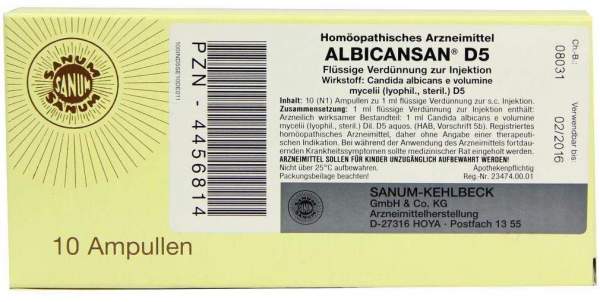 SANUM
SANUM
SANUM
10 Ampullen
PZN - 4456814
Homöopathisches Arzneimittel
ALBICANSAN® D5
Flüssige Verdünnung zur Injektion
Wirkstoff: Candida albicans e volumine
mycelii (lyophil., steril.) D5
Inhalt: 10 (N1) Ampullen zu 1 ml flüssige Verdünnung zur s.c. Injektion.
Zusammensetzung: 1 ml flüssige Verdünnung zur Injektion enthält:
Arzneilich wirksamer Bestandteil: 1 ml Candida albicans e volumine
mycelii (lyophil., steril.) Dil. D5 aquos. (HAB, Vorschrift 5b). Registriertes
homöopathisches Arzneimittel, daher ohne Angabe einer therapeuti-
schen Indikation. Bei während der Anwendung des Arzneimittels fortdau-
ernden Krankheitssymptomen sollte medizinischer Rat eingeholt werden.
ARZNEIMITTEL SOLLEN FÜR KINDER UNZUGÄNGLICH AUFBEWAHRT WERDEN!
Nicht über 25°C aufbewahren. Apothekenpflichtig
Packungsbeilage beachten! Reg.-Nr. 23474.00.01
SANUM-KEHLBECK
GmbH & Co. KG
Arzneimittelherstellung
D-27316 HOYA - Postfach 13 55
Ch.-B.:
08031
Verwendbar bis:
02/2016